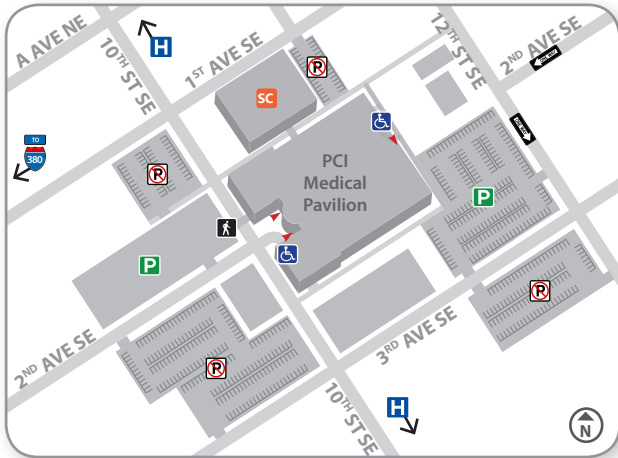 A AVE NE
10TH ST SE
H
1ST AVE SE
12TH ST SE
2ND AVE SE
ONE WAY
P
SC
TO
380
ONE WAY
P
PCI
Medical
Pavilion
P
P
P
P
2ND AVE SE
3RD AVE SE
P
10TH ST SE
H
N